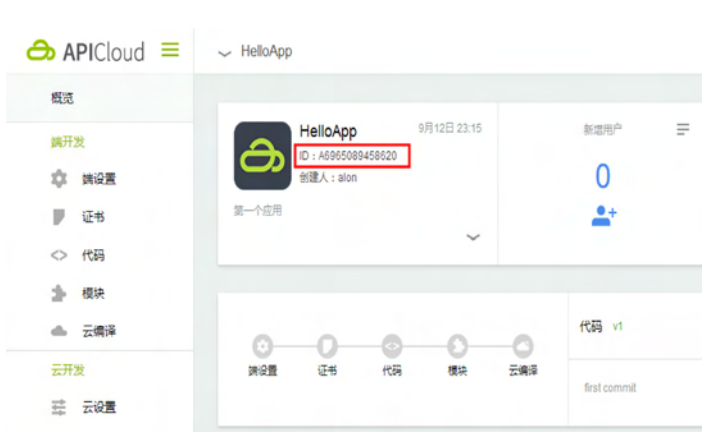 APICloud
HelloApp
概览
端开发
端设置
证书
代码
模块
云编译
云开发
云设置
HelloApp
9月12日 23:15
ID：A6965089458620
创建人：alon
第一个应用
新增用户
0
端设置
证书
代码
模块
云编译
代码 v1
first commit